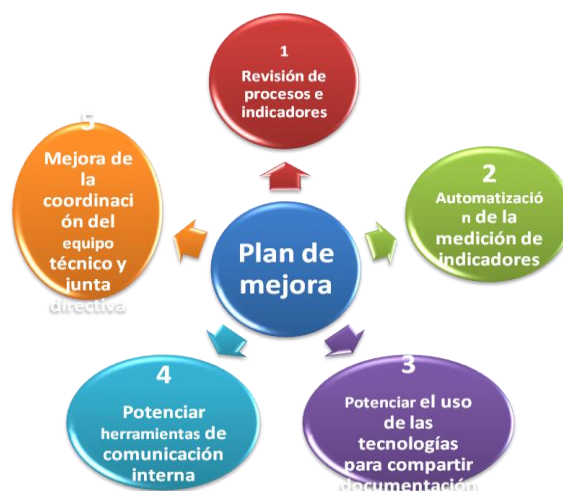 1
Revisión de
procesos e
indicadores
2
Automatizació
n de la
medición de
indicadores
3
Potenciar el uso
de las
tecnologías
para compartir
documentación
4
Potenciar
herramientas de
comunicación
interna
5
Mejora de
la
coordinaci
ón del
equipo
técnico y
junta
directiva
Plan de
mejora